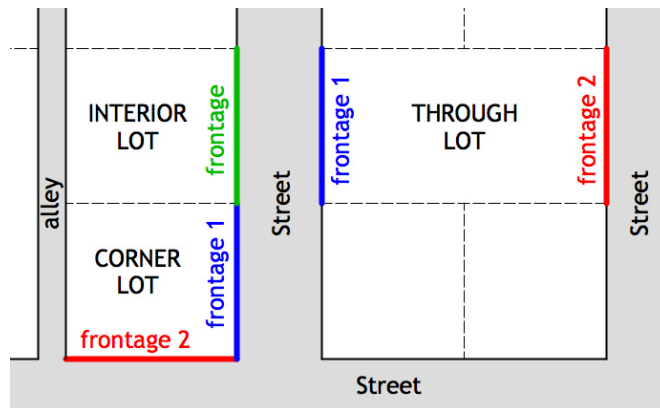 INTERIOR
LOT
frontage
frontage 1
THROUGH
LOT
frontage 2
alley
Street
Street
CORNER
LOT
frontage 1
frontage 2
Street